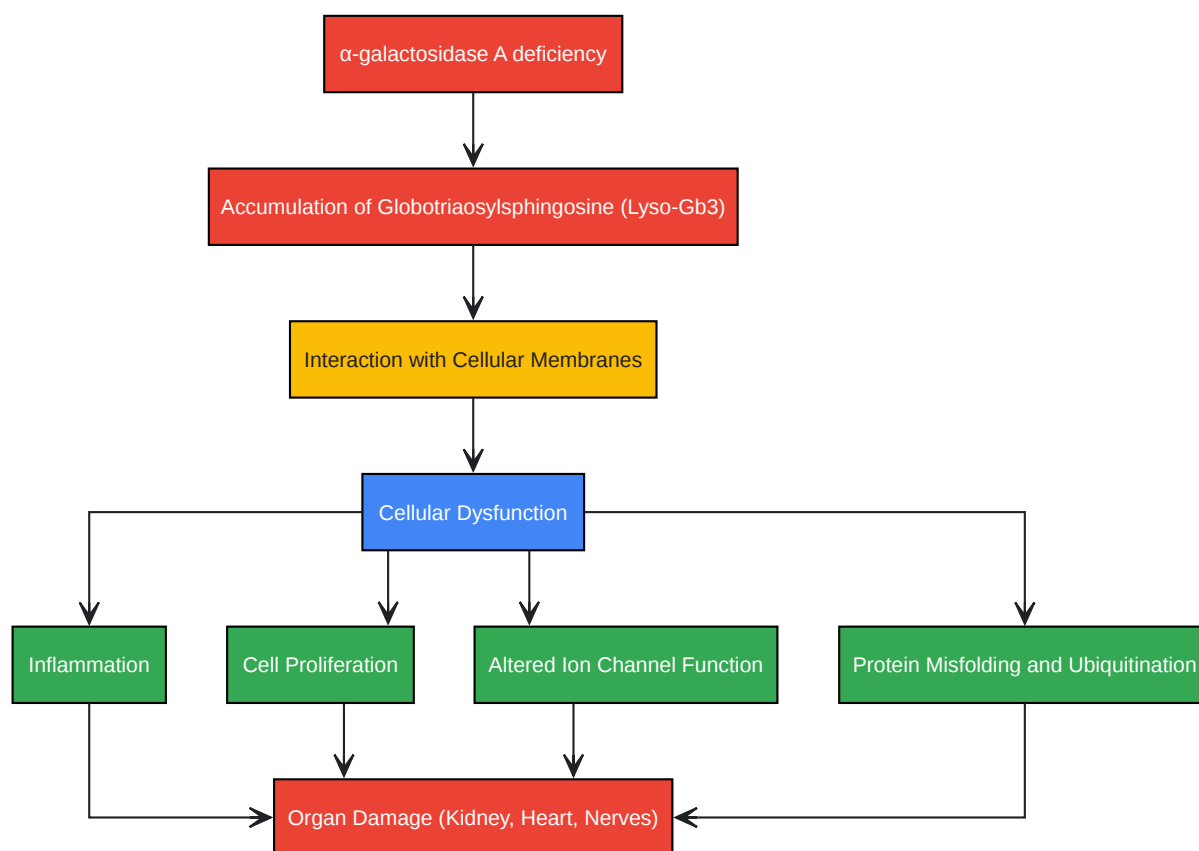 α-galactosidase A deficiency
Accumulation of Globotriaosylsphingosine (Lyso-Gb3)
Interaction with Cellular Membranes
Cellular Dysfunction
Inflammation
Cell Proliferation
Altered Ion Channel Function
Protein Misfolding and Ubiquitination
Organ Damage (Kidney, Heart, Nerves)